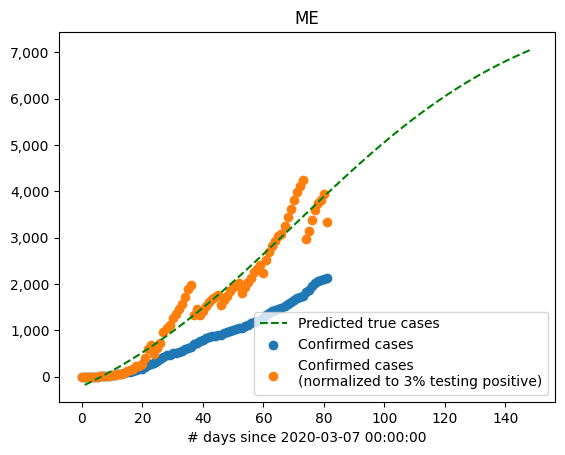 ME
7,000
6,000
5,000
4,000
3,000
2,000
1,000
0
Predicted true cases
Confirmed cases
Confirmed cases
(normalized to 3% testing positive)
0 20 40 60 80 100 120 140
# days since 2020-03-07 00:00:00